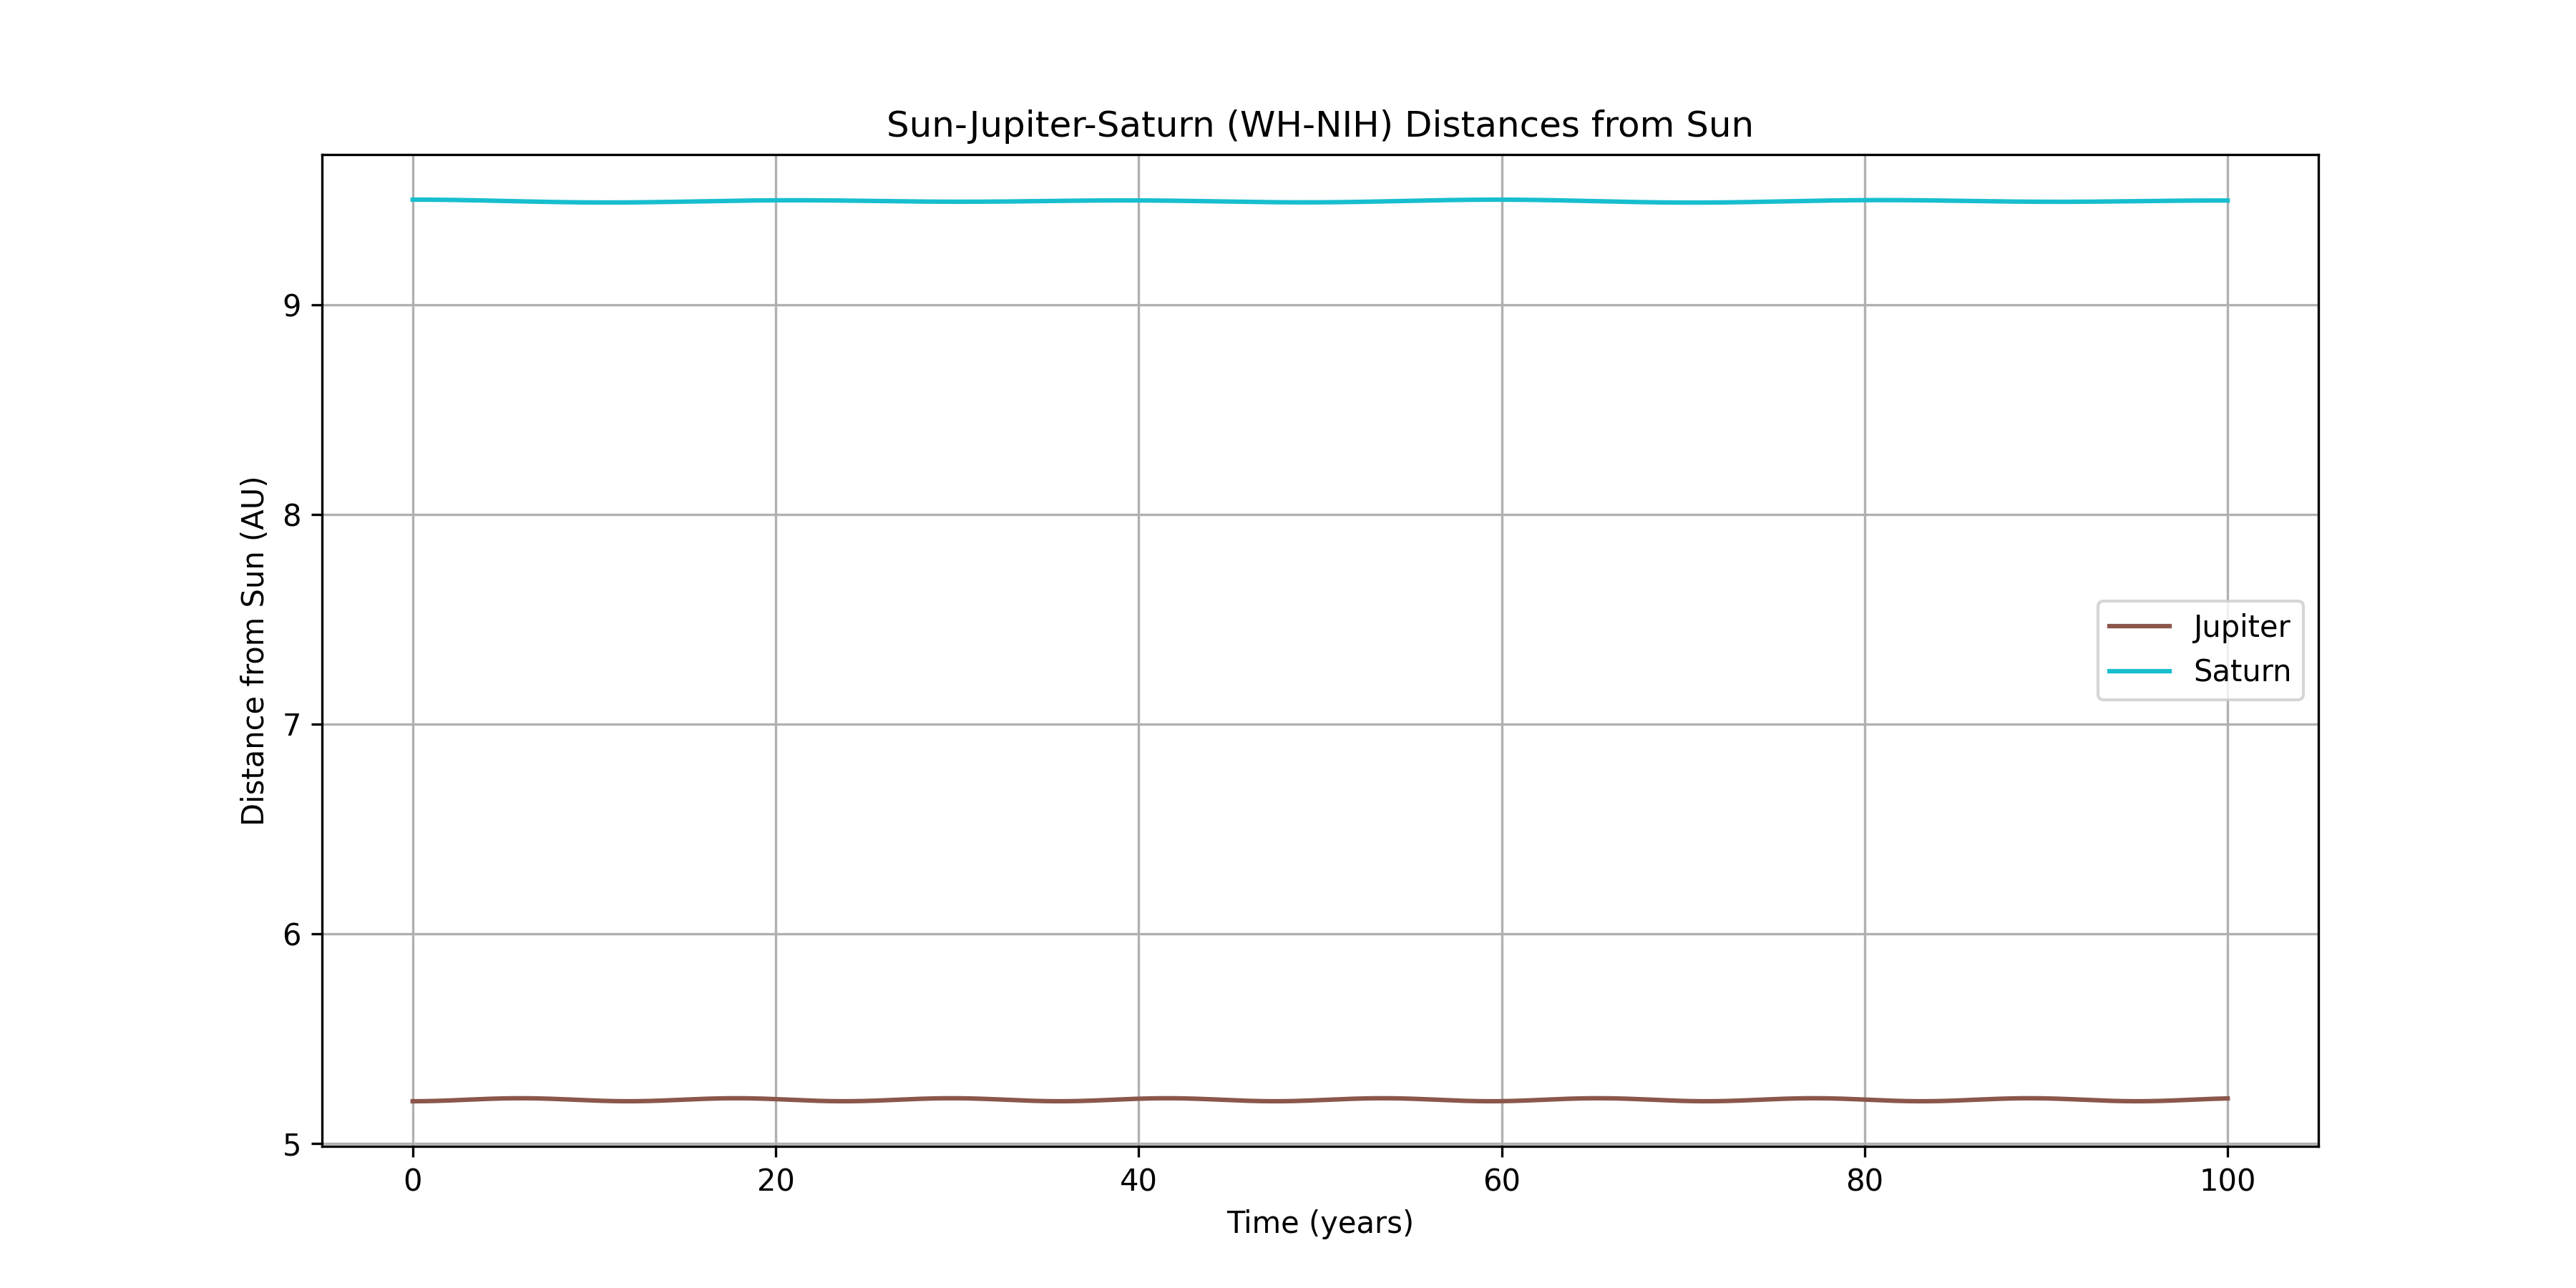 Sun-Jupiter-Saturn (WH-NIH) Distances from Sun
Distance from Sun (AU)
9
8
7
6
5
Jupiter
Saturn
0 20 40 60 80 100
Time (years)